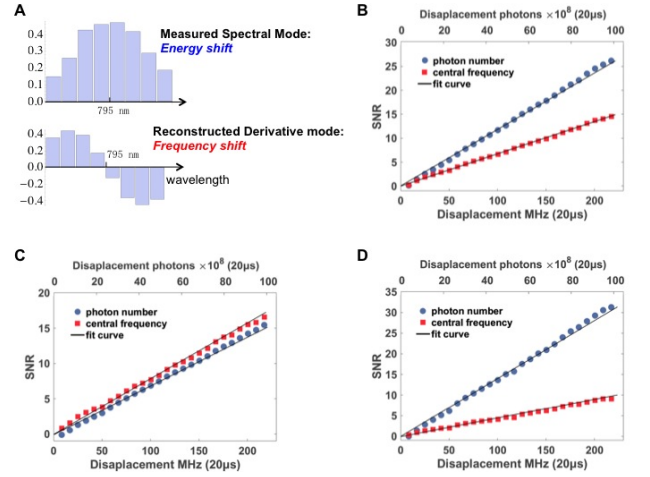 A
Measured Spectral Mode:
Energy shift
0.4
0.3
0.2
0.1
0.0
795 nm
Reconstructed Derivative mode:
Frequency shift
0.4
0.2
0.0
−0.2
−0.4
795 nm
wavelength
B
Disaplacement photons ×10⁸ (20µs)
0 20 40 60 80 100
30
25
20
15
10
5
0
SNR
photon number
central frequency
fit curve
0 50 100 150 200
Disaplacement MHz (20µs)
C
Disaplacement photons ×10⁸ (20µs)
0 20 40 60 80 100
20
15
10
5
0
SNR
photon number
central frequency
fit curve
0 50 100 150 200
Disaplacement MHz (20µs)
D
Disaplacement photons ×10⁸ (20µs)
0 20 40 60 80 100
35
30
25
20
15
10
5
0
SNR
photon number
central frequency
fit curve
0 50 100 150 200
Disaplacement MHz (20µs)